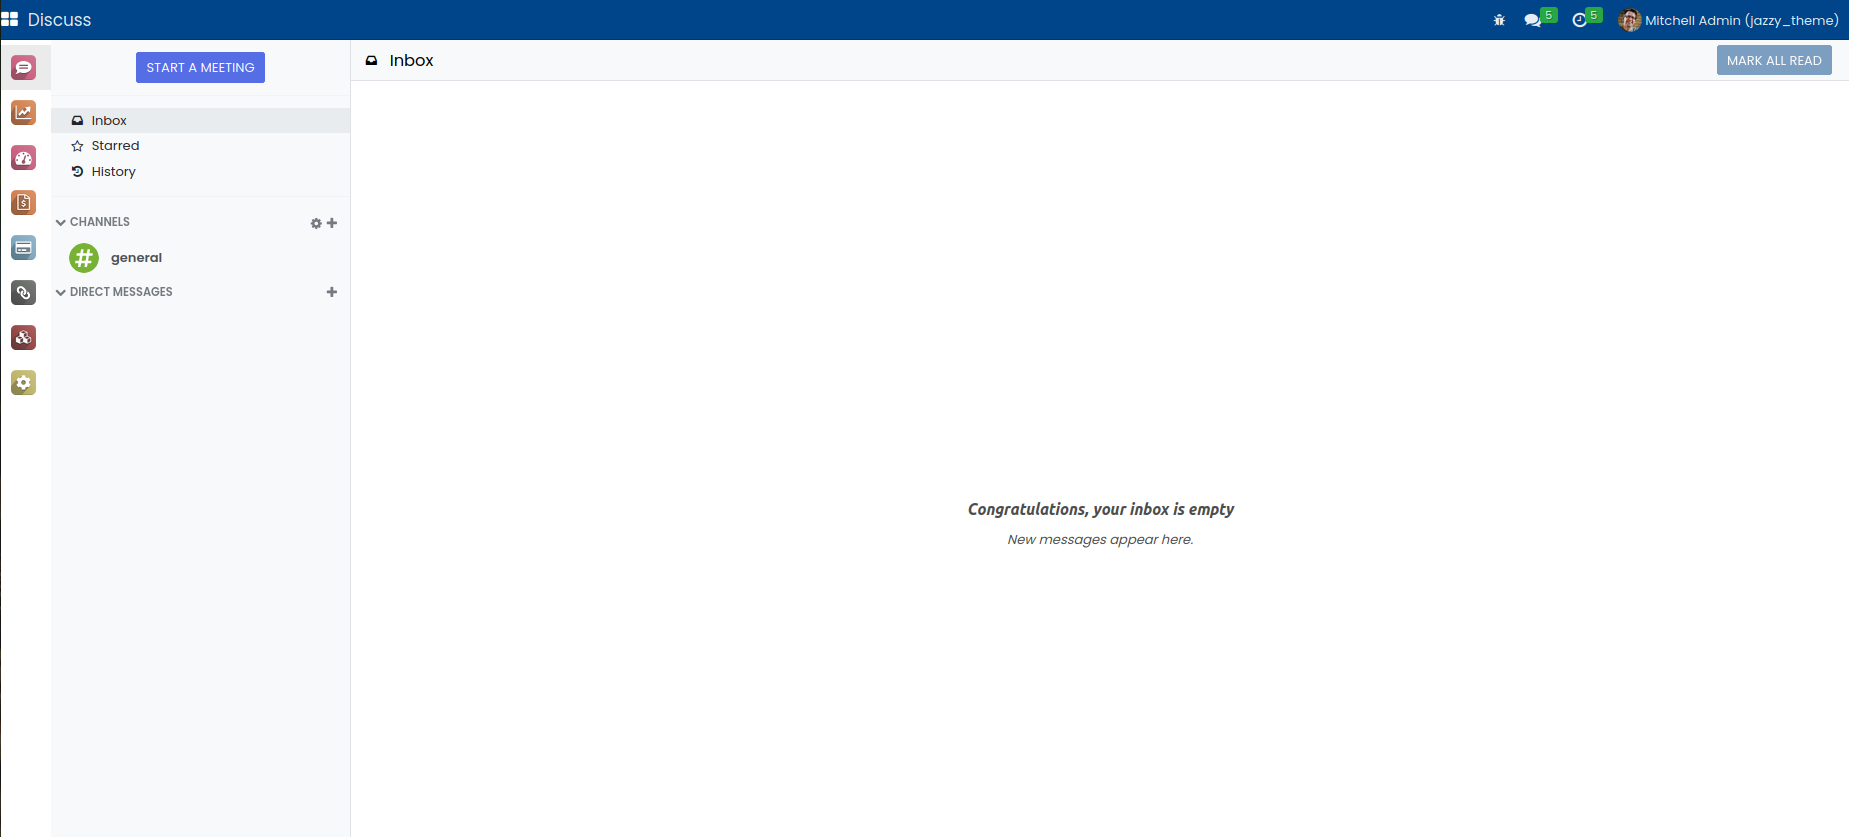 Discuss
5
5
Mitchell Admin (jazzy_theme)
START A MEETING
Inbox
Starred
History
CHANNELS
general
DIRECT MESSAGES
Inbox
MARK ALL READ
Congratulations, your inbox is empty
New messages appear here.